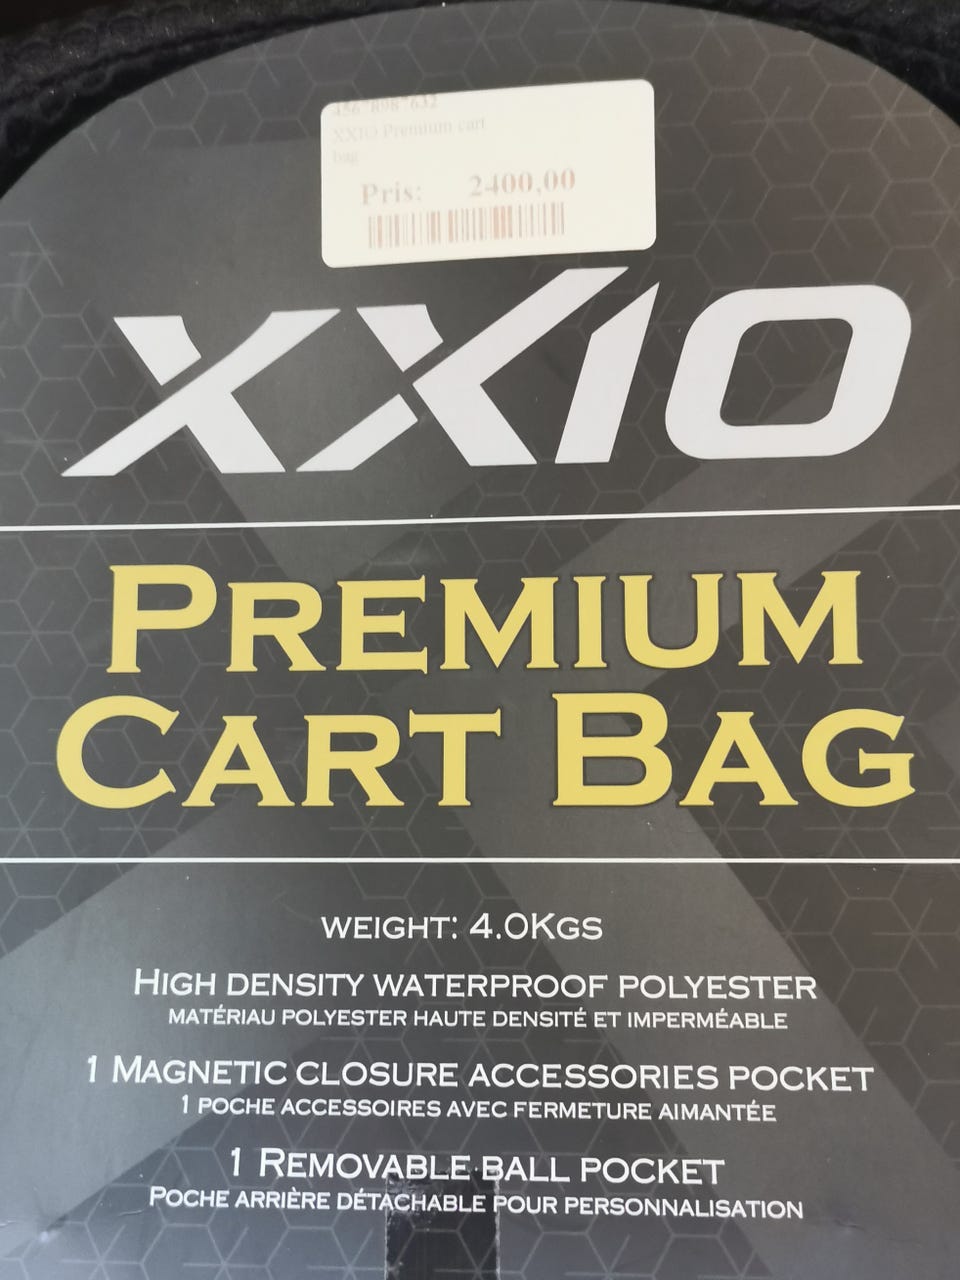 XXIO Premium cart
bag
Pris: 2400,00
XXIO
PREMIUM
CART BAG
WEIGHT: 4.0KGS
HIGH DENSITY WATERPROOF POLYESTER
MATÉRIAU POLYESTER HAUTE DENSITÉ ET IMPERMÉABLE
1 MAGNETIC CLOSURE ACCESSORIES POCKET
1 POCHE ACCESSOIRES AVEC FERMETURE AIMANTÉE
1 REMOVABLE BALL POCKET
POCHE ARRIÈRE DÉTACHABLE POUR PERSONNALISATION